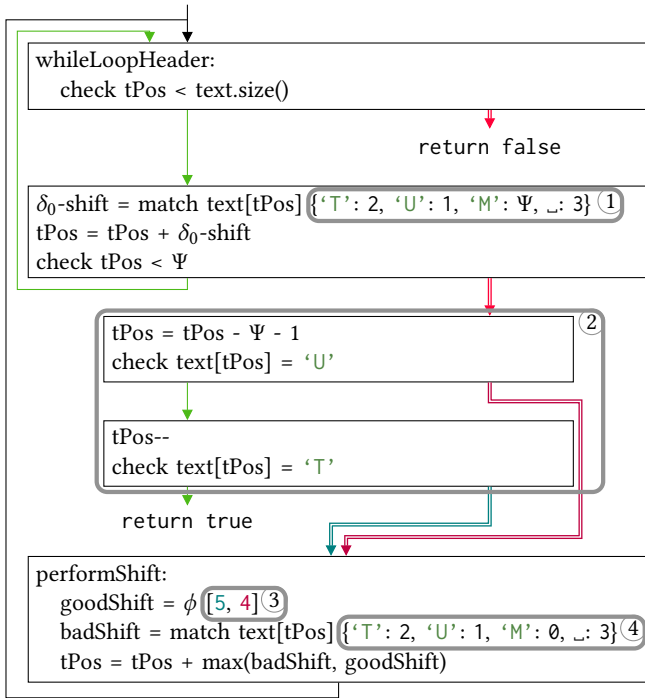 whileLoopHeader:
check tPos < text.size()
return false
δ₀-shift = match text[tPos] {‘T’: 2, ‘U’: 1, ‘M’: Ψ, ␣: 3} ①
tPos = tPos + δ₀-shift
check tPos < Ψ
②
tPos = tPos - Ψ - 1
check text[tPos] = ‘U’
tPos--
check text[tPos] = ‘T’
return true
performShift:
goodShift = ϕ [5, 4] ③
badShift = match text[tPos] {‘T’: 2, ‘U’: 1, ‘M’: 0, ␣: 3} ④
tPos = tPos + max(badShift, goodShift)